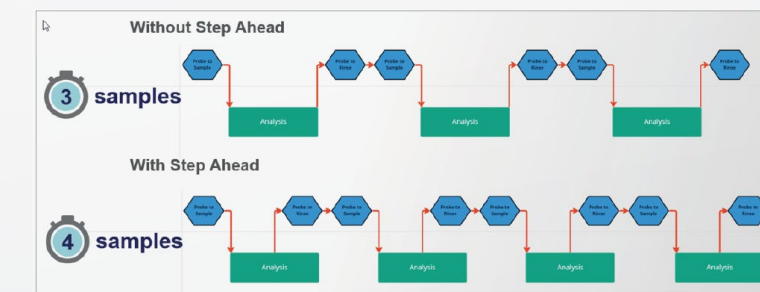 Without Step Ahead
Probe to
Sample
Probe to
Rinse
Probe to
Sample
Probe to
Rinse
Probe to
Sample
Probe to
Rinse
3 samples
Analysis
Analysis
Analysis
With Step Ahead
Probe to
Sample
Probe to
Rinse
Probe to
Sample
Probe to
Rinse
Probe to
Sample
Probe to
Rinse
Probe to
Sample
Probe to
Rinse
4 samples
Analysis
Analysis
Analysis
Analysis